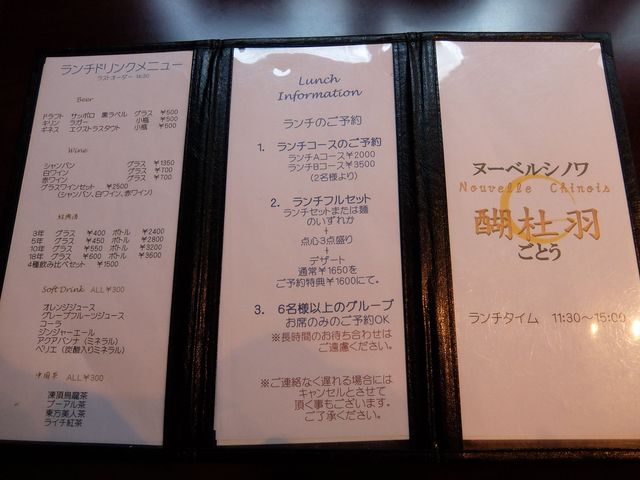 ランチドリンクメニュー
ラストオーダー 14:30
Beer
ドラフト サッポロ 黒ラベル グラス ¥500
キリン ラガー 小瓶 ¥500
ギネス エクストラスタウト 小瓶 ¥500
Wine
シャンパン グラス ¥1350
白ワイン グラス ¥700
赤ワイン グラス ¥700
グラスワインセット ¥2500
(シャンパン、白ワイン、赤ワイン)
紹興酒
3年 グラス ¥400 ボトル ¥2400
5年 グラス ¥450 ボトル ¥2800
10年 グラス ¥550 ボトル ¥3200
18年 グラス ¥600 ボトル ¥3600
4種飲み比べセット ¥1500
Soft Drink ALL¥300
オレンジジュース
グレープフルーツジュース
コーラ
ジンジャーエール
アクアパンナ (ミネラル)
ペリエ (炭酸入りミネラル)
中国茶 ALL¥300
凍頂烏龍茶
プーアル茶
東方美人茶
ライチ紅茶
Lunch
Information
ランチのご予約
1. ランチコースのご予約
ランチAコース¥2000
ランチBコース¥3500
(2名様より)
2. ランチフルセット
ランチセットまたは麺
のいずれか
+
点心3点盛り
+
デザート
通常¥1650を
ご予約特典¥1600にて。
3. 6名様以上のグループ
お席のみのご予約OK
※長時間のお待ち合わせは
ご遠慮ください。
※ご連絡なく遅れる場合には
キャンセルとさせて
頂く事もございます。
ご了承ください。
ヌーベルシノワ
Nouvelle Chinois
醐杜羽
ごとう
ランチタイム 11:30～15:00